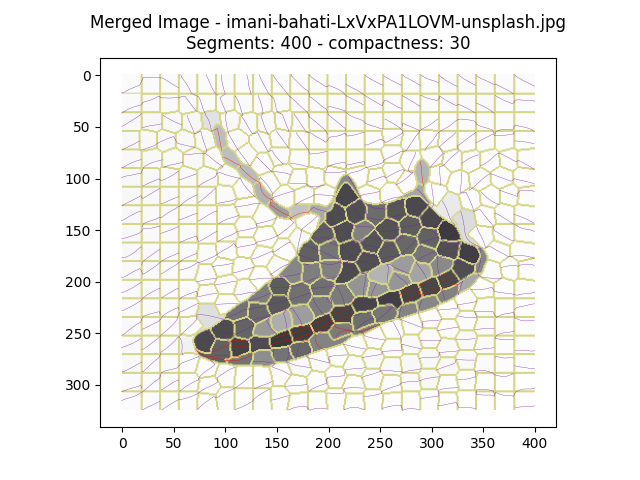 Merged Image - imani-bahati-LxVxPA1LOVM-unsplash.jpg
Segments: 400 - compactness: 30
0
50
100
150
200
250
300
0 50 100 150 200 250 300 350 400